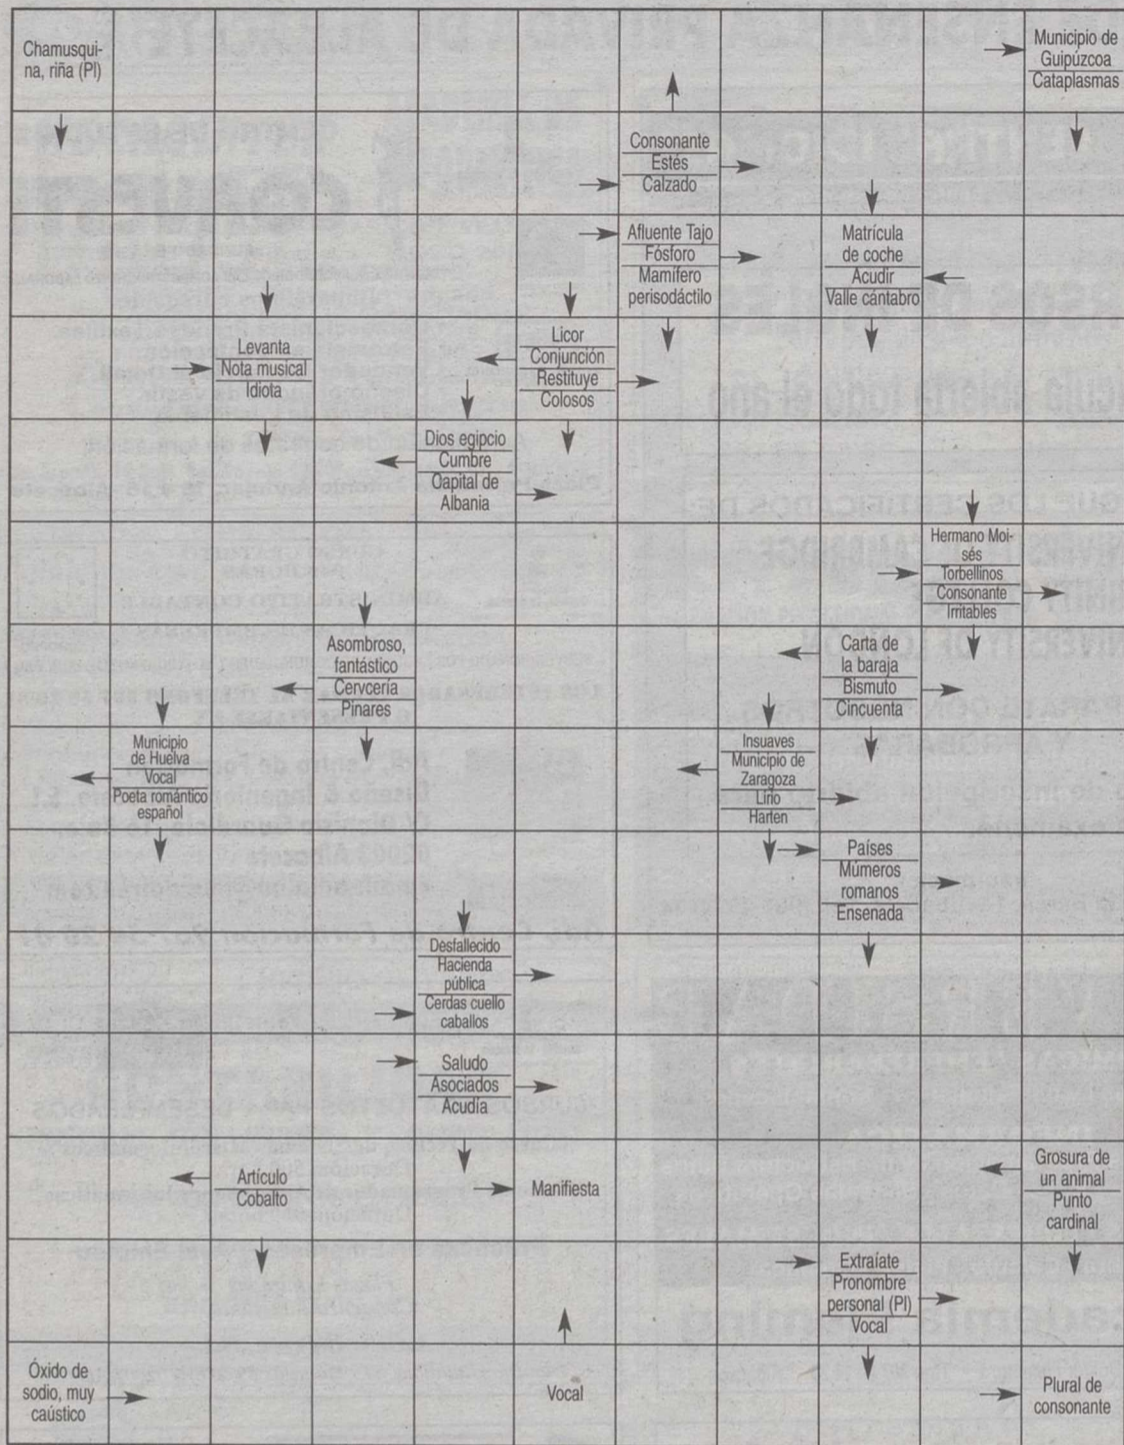 Chamusqui-
na, riña (Pl)
Municipio de
Guipúzcoa
Cataplasmas
Consonante
Estés
Calzado
Afluente Tajo
Fósforo
Mamífero
perisodáctilo
Matrícula
de coche
Acudir
Valle cántabro
Levanta
Nota musical
Idiota
Licor
Conjunción
Restituye
Colosos
Dios egipcio
Cumbre
Oapital de
Albania
Hermano Moi-
sés
Torbellinos
Consonante
Irritables
Asombroso,
fantástico
Cervcería
Pinares
Carta de
la baraja
Bismuto
Cincuenta
Municipio
de Huelva
Vocal
Poeta romántico
español
Insuaves
Municipio de
Zaragoza
Lirio
Harten
Países
Múmeros
romanos
Ensenada
Desfallecido
Hacienda
pública
Cerdas cuello
caballos
Saludo
Asociados
Acudía
Artículo
Cobalto
Manifiesta
Grosura de
un animal
Punto
cardinal
Extraíate
Pronombre
personal (Pl)
Vocal
Óxido de
sodio, muy
caústico
Vocal
Plural de
consonante